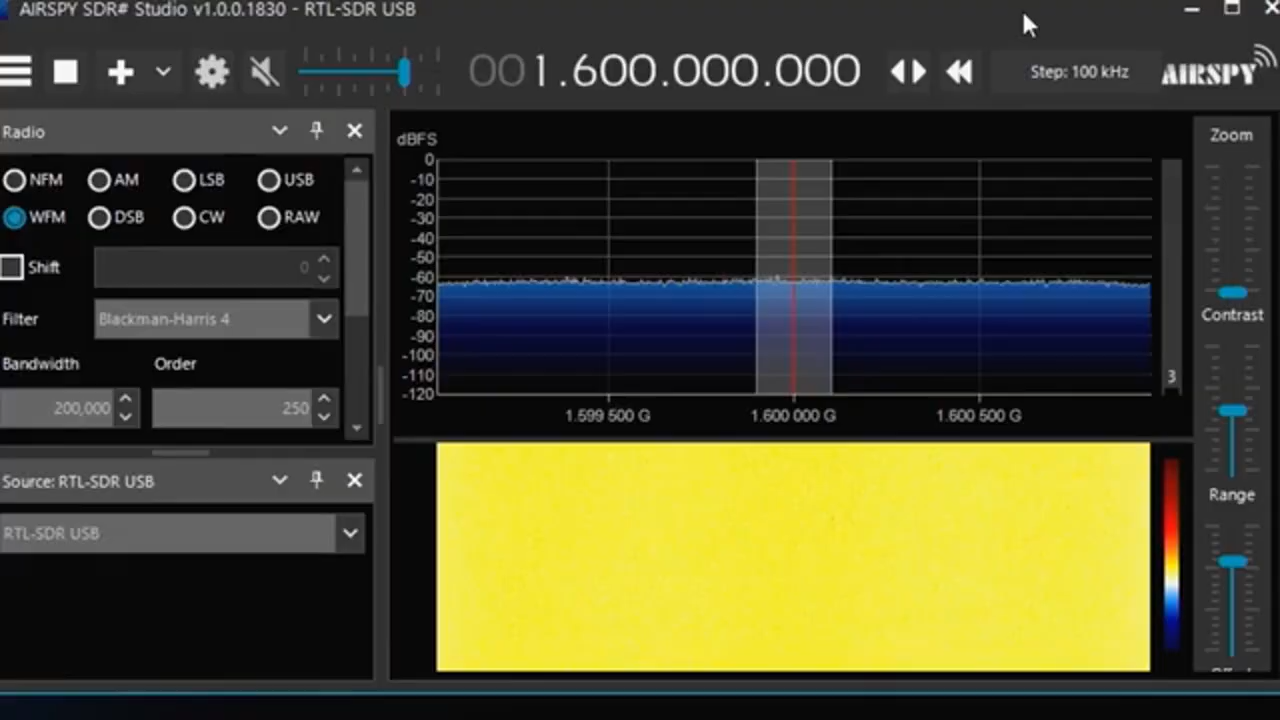 AIRSPY SDR# Studio v1.0.0.1830 - RTL-SDR USB
001.600.000.000
Step: 100 kHz
AIRSPY
Radio
NFM AM LSB USB
WFM DSB CW RAW
Shift 0
Filter Blackman-Harris 4
Bandwidth Order
200,000 250
Source: RTL-SDR USB
RTL-SDR USB
dBFS
0
-10
-20
-30
-40
-50
-60
-70
-80
-90
-100
-110
-120
1.599 500 G 1.600 000 G 1.600 500 G
3
Zoom
Contrast
Range